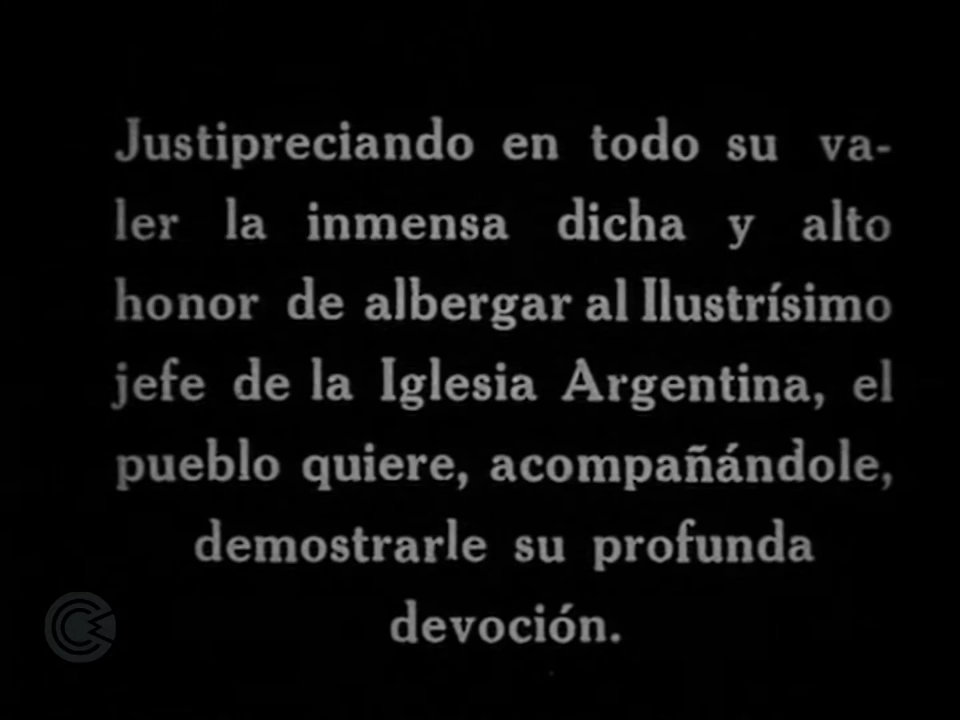 Justipreciando en todo su va-
ler la inmensa dicha y alto
honor de albergar al Ilustrísimo
jefe de la Iglesia Argentina, el
pueblo quiere, acompañándole,
demostrarle su profunda
devoción.